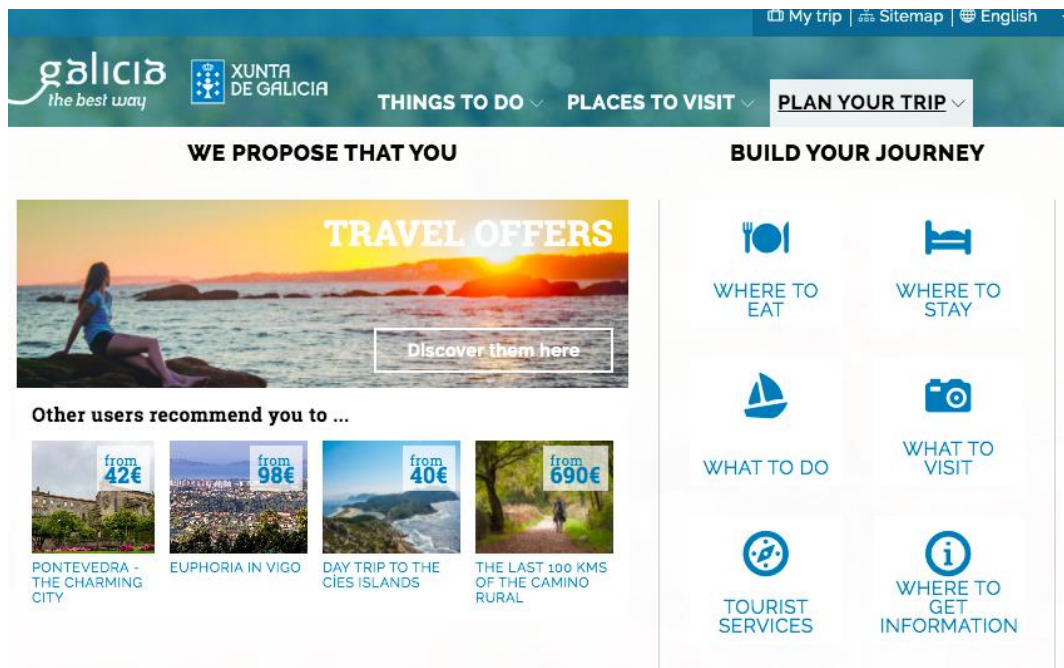 My trip | Sitemap | English
galicia
the best way
XUNTA
DE GALICIA
THINGS TO DO
PLACES TO VISIT
PLAN YOUR TRIP
WE PROPOSE THAT YOU
TRAVEL OFFERS
Discover them here
Other users recommend you to ...
from
42€
PONTEVEDRA -
THE CHARMING
CITY
from
98€
EUPHORIA IN VIGO
from
40€
DAY TRIP TO THE
CÍES ISLANDS
from
690€
THE LAST 100 KMS
OF THE CAMINO
RURAL
BUILD YOUR JOURNEY
WHERE TO
EAT
WHERE TO
STAY
WHAT TO DO
WHAT TO
VISIT
TOURIST
SERVICES
WHERE TO
GET
INFORMATION